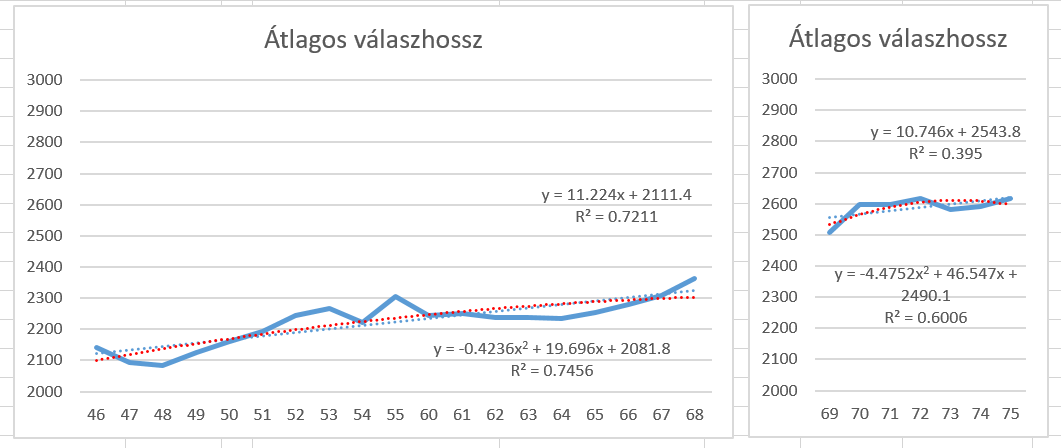 Átlagos válaszhossz
3000
2900
2800
2700
2600
2500
2400
2300
2200
2100
2000
y = 11.224x + 2111.4
R² = 0.7211
y = -0.4236x² + 19.696x + 2081.8
R² = 0.7456
46 47 48 49 50 51 52 53 54 55 60 61 62 63 64 65 66 67 68
Átlagos válaszhossz
3000
2900
2800
2700
2600
2500
2400
2300
2200
2100
2000
y = 10.746x + 2543.8
R² = 0.395
y = -4.4752x² + 46.547x +
2490.1
R² = 0.6006
69 70 71 72 73 74 75